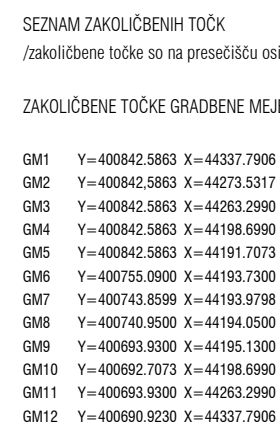 SEZNAM ZAKOLIČBENIH TOČK
/zakoličbene točke so na presečišču osi
ZAKOLIČBENE TOČKE GRADBENE MEJE
GM1 Y=400842.5863 X=44337.7906
GM2 Y=400842,5863 X=44273.5317
GM3 Y=400842.5863 X=44263.2990
GM4 Y=400842.5863 X=44198.6990
GM5 Y=400842.5863 X=44191.7073
GM6 Y=400755.0900 X=44193.7300
GM7 Y=400743.8599 X=44193.9798
GM8 Y=400740.9500 X=44194.0500
GM9 Y=400693.9300 X=44195.1300
GM10 Y=400692.7073 X=44198.6990
GM11 Y=400693.9300 X=44263.2990
GM12 Y=400690.9230 X=44337.7906